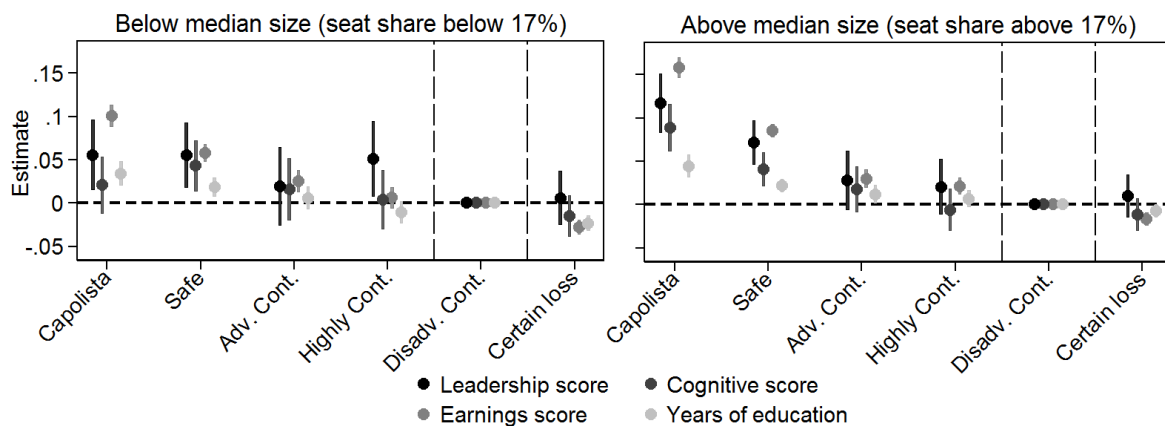 Below median size (seat share below 17%)
Above median size (seat share above 17%)
Estimate
.15
.1
.05
0
-.05
Capolista
Safe
Adv. Cont.
Highly Cont.
Disadv. Cont.
Certain loss
Capolista
Safe
Adv. Cont.
Highly Cont.
Disadv. Cont.
Certain loss
Leadership score
Cognitive score
Earnings score
Years of education